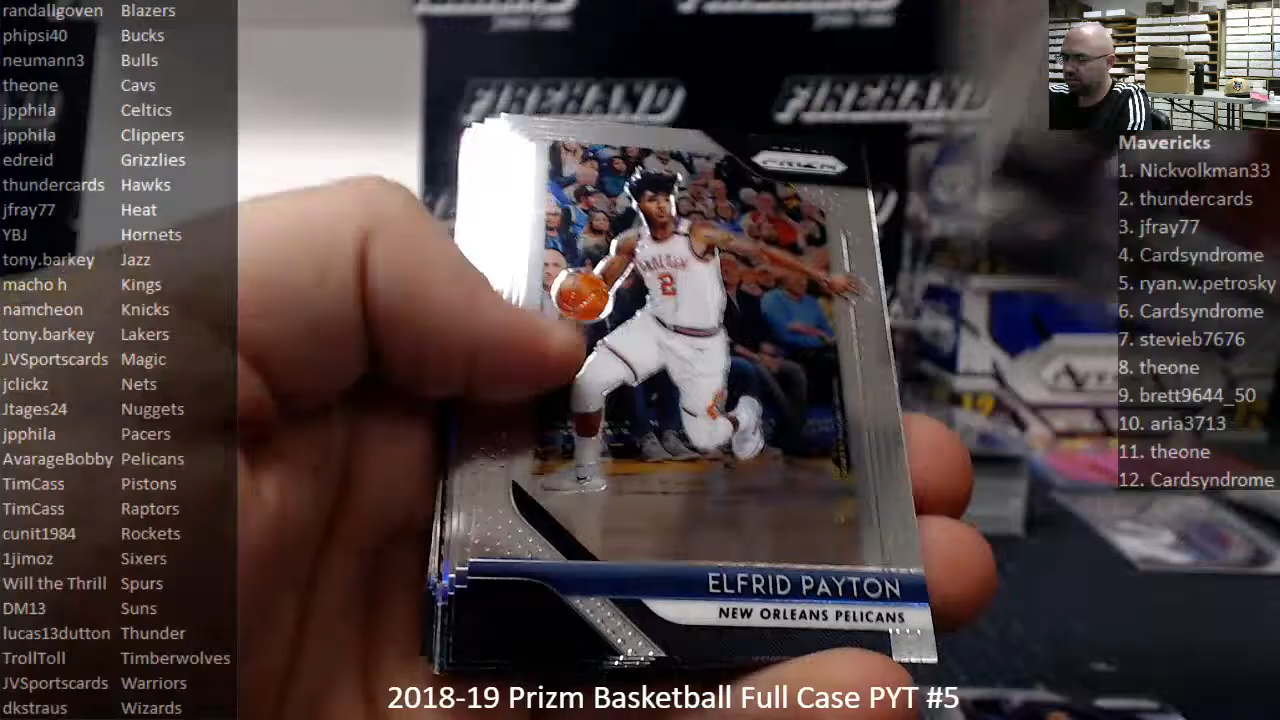 randallgoven Blazers
phipsi40 Bucks
neumann3 Bulls
theone Cavs
jpphila Celtics
jpphila Clippers
edreid Grizzlies
thundercards Hawks
jfray77 Heat
YBJ Hornets
tony.barkey Jazz
macho h Kings
namcheon Knicks
tony.barkey Lakers
JVSportscards Magic
jclickz Nets
Jtages24 Nuggets
jpphila Pacers
AvarageBobby Pelicans
TimCass Pistons
TimCass Raptors
cunit1984 Rockets
1jimoz Sixers
Will the Thrill Spurs
DM13 Suns
lucas13dutton Thunder
TrollToll Timberwolves
JVSportscards Warriors
dkstraus Wizards
FIREHAND
FIREHAND
PRIZM
2
ELFRID PAYTON
NEW ORLEANS PELICANS
Mavericks
1. Nickvolkman33
2. thundercards
3. jfray77
4. Cardsyndrome
5. ryan.w.petrosky
6. Cardsyndrome
7. stevieb7676
8. theone
9. brett9644_50
10. aria3713
11. theone
12. Cardsyndrome
2018-19 Prizm Basketball Full Case PYT #5